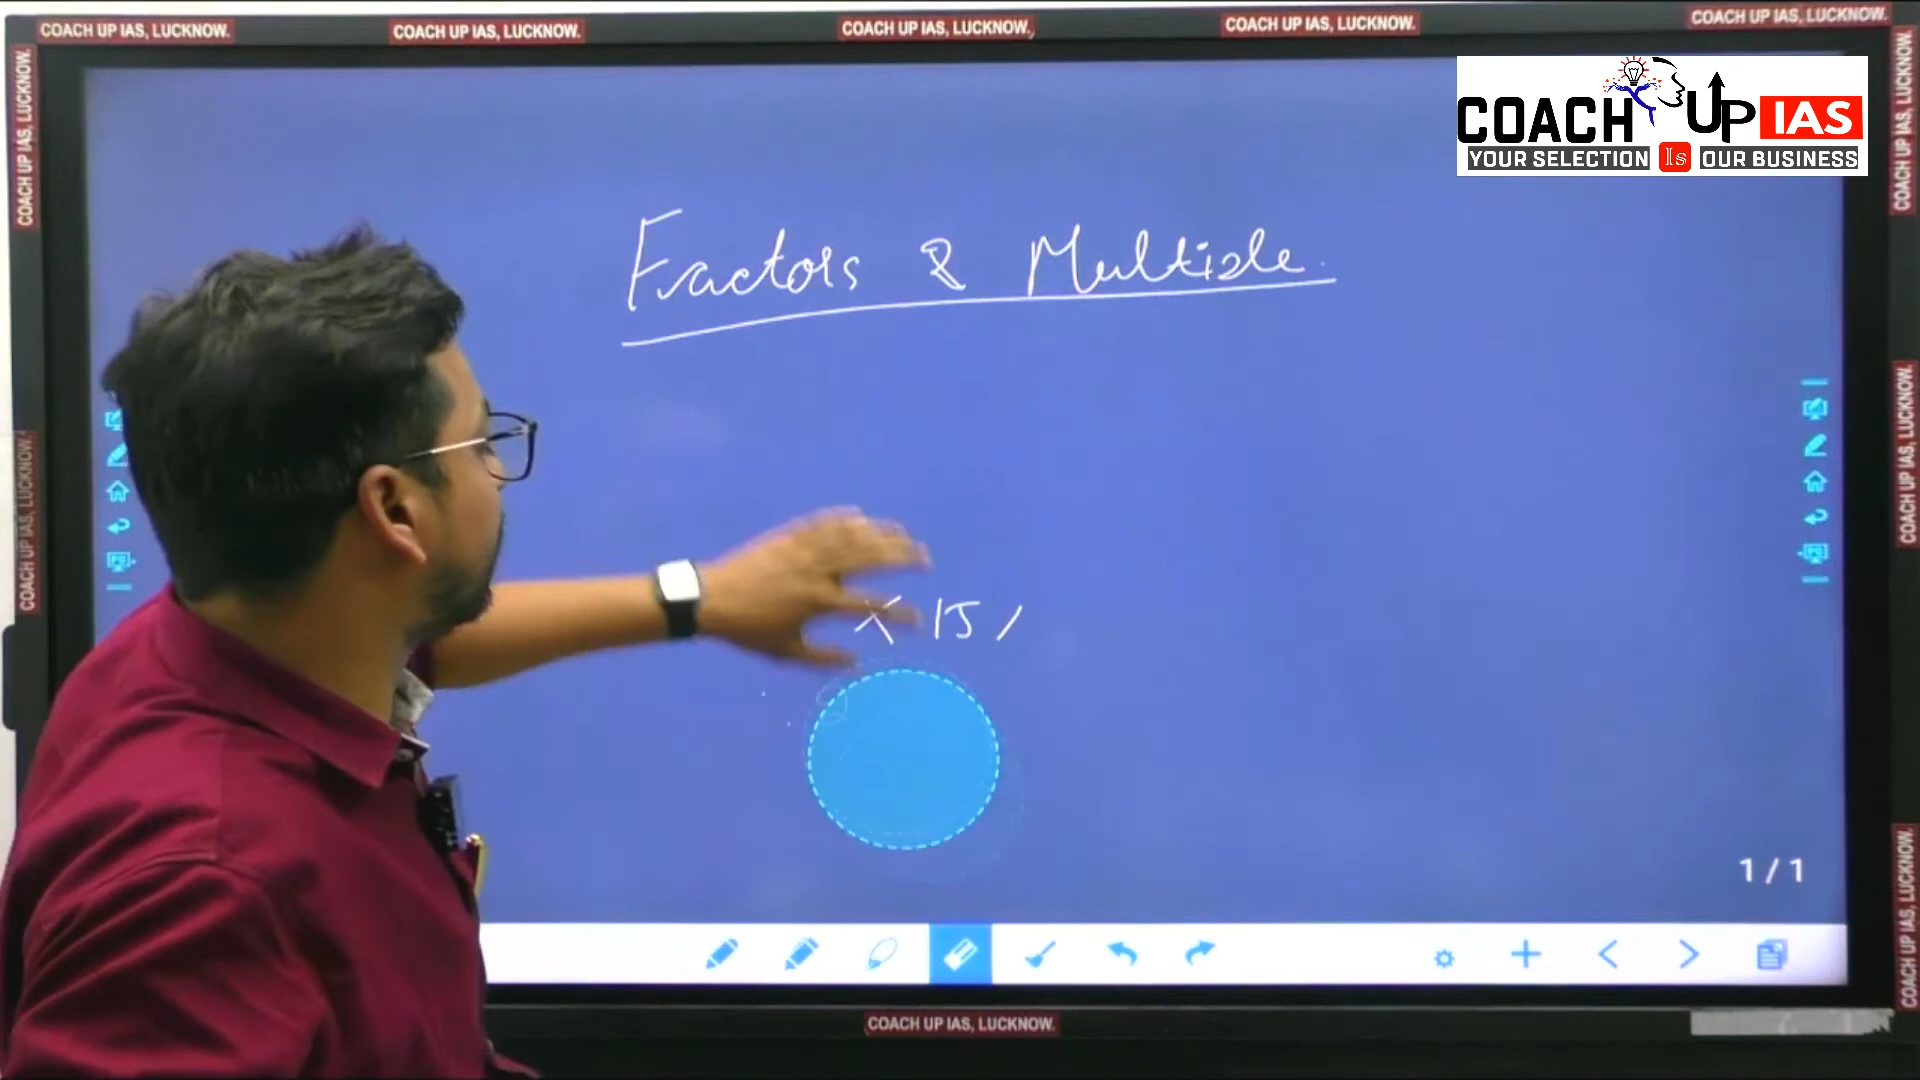 COACH UP IAS, LUCKNOW. COACH UP IAS, LUCKNOW. COACH UP IAS, LUCKNOW. COACH UP IAS, LUCKNOW. COACH UP IAS, LUCKNOW.
COACH UP IAS
YOUR SELECTION Is OUR BUSINESS
COACH UP IAS, LUCKNOW.
COACH UP IAS, LUCKNOW.
Factors & Multiple.
COACH UP IAS, LUCKNOW.
COACH UP IAS, LUCKNOW.
15
1 / 1
COACH UP IAS, LUCKNOW.
COACH UP IAS, LUCKNOW.